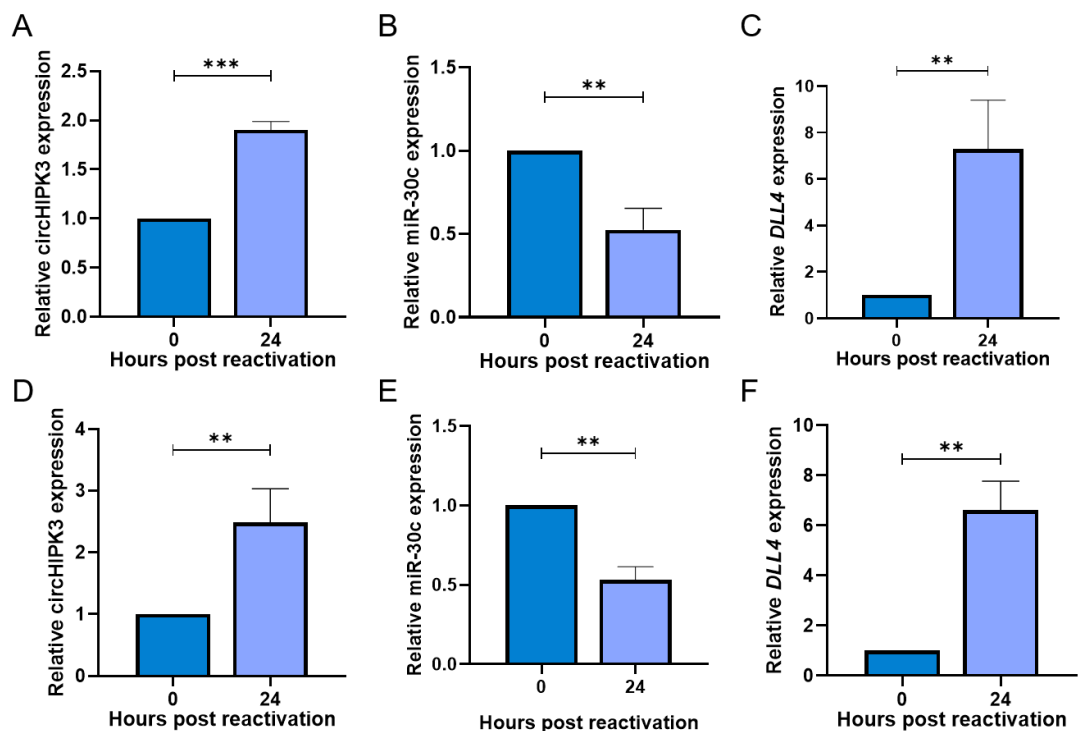 A
Relative circHIPK3 expression
2.5
2.0
1.5
1.0
0.5
0.0
***
0
24
Hours post reactivation
B
Relative miR-30c expression
1.5
1.0
0.5
0.0
**
0
24
Hours post reactivation
C
Relative DLL4 expression
10
8
6
4
2
0
**
0
24
Hours post reactivation
D
Relative circHIPK3 expression
4
3
2
1
0
**
0
24
Hours post reactivation
E
Relative miR-30c expression
1.5
1.0
0.5
0.0
**
0
24
Hours post reactivation
F
Relative DLL4 expression
10
8
6
4
2
0
**
0
24
Hours post reactivation